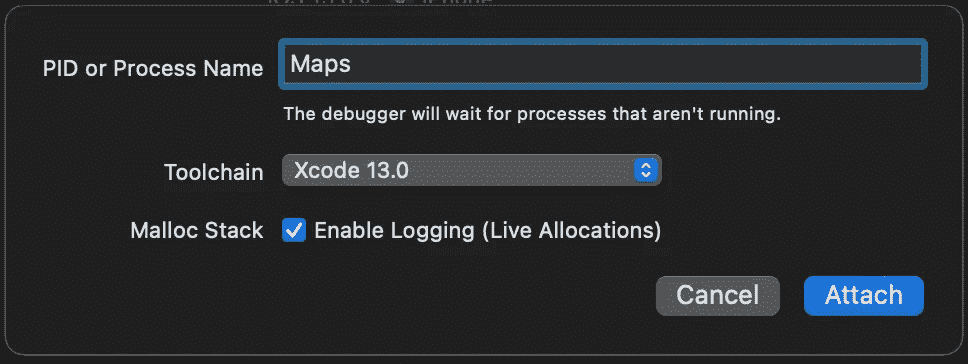 PID or Process Name Maps
The debugger will wait for processes that aren't running.
Toolchain Xcode 13.0
Malloc Stack Enable Logging (Live Allocations)
Cancel Attach